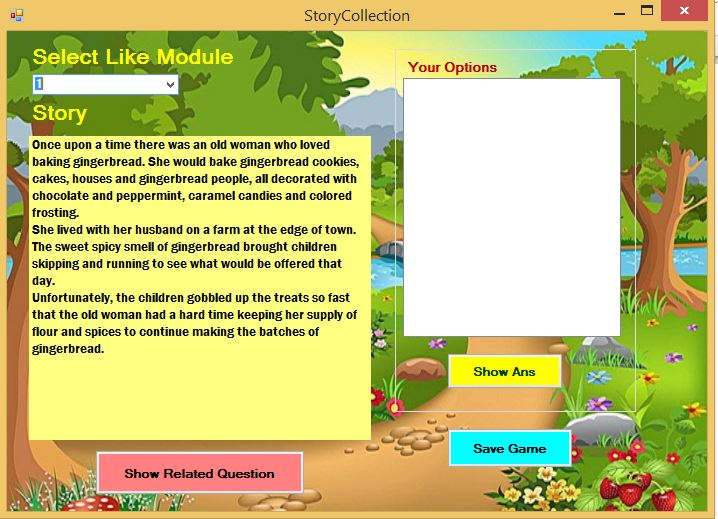 StoryCollection
Select Like Module
1
Story
Once upon a time there was an old woman who loved
baking gingerbread. She would bake gingerbread cookies,
cakes, houses and gingerbread people, all decorated with
chocolate and peppermint, caramel candies and colored
frosting.
She lived with her husband on a farm at the edge of town.
The sweet spicy smell of gingerbread brought children
skipping and running to see what would be offered that
day.
Unfortunately, the children gobbled up the treats so fast
that the old woman had a hard time keeping her supply of
flour and spices to continue making the batches of
gingerbread.
Show Related Question
Your Options
Show Ans
Save Game